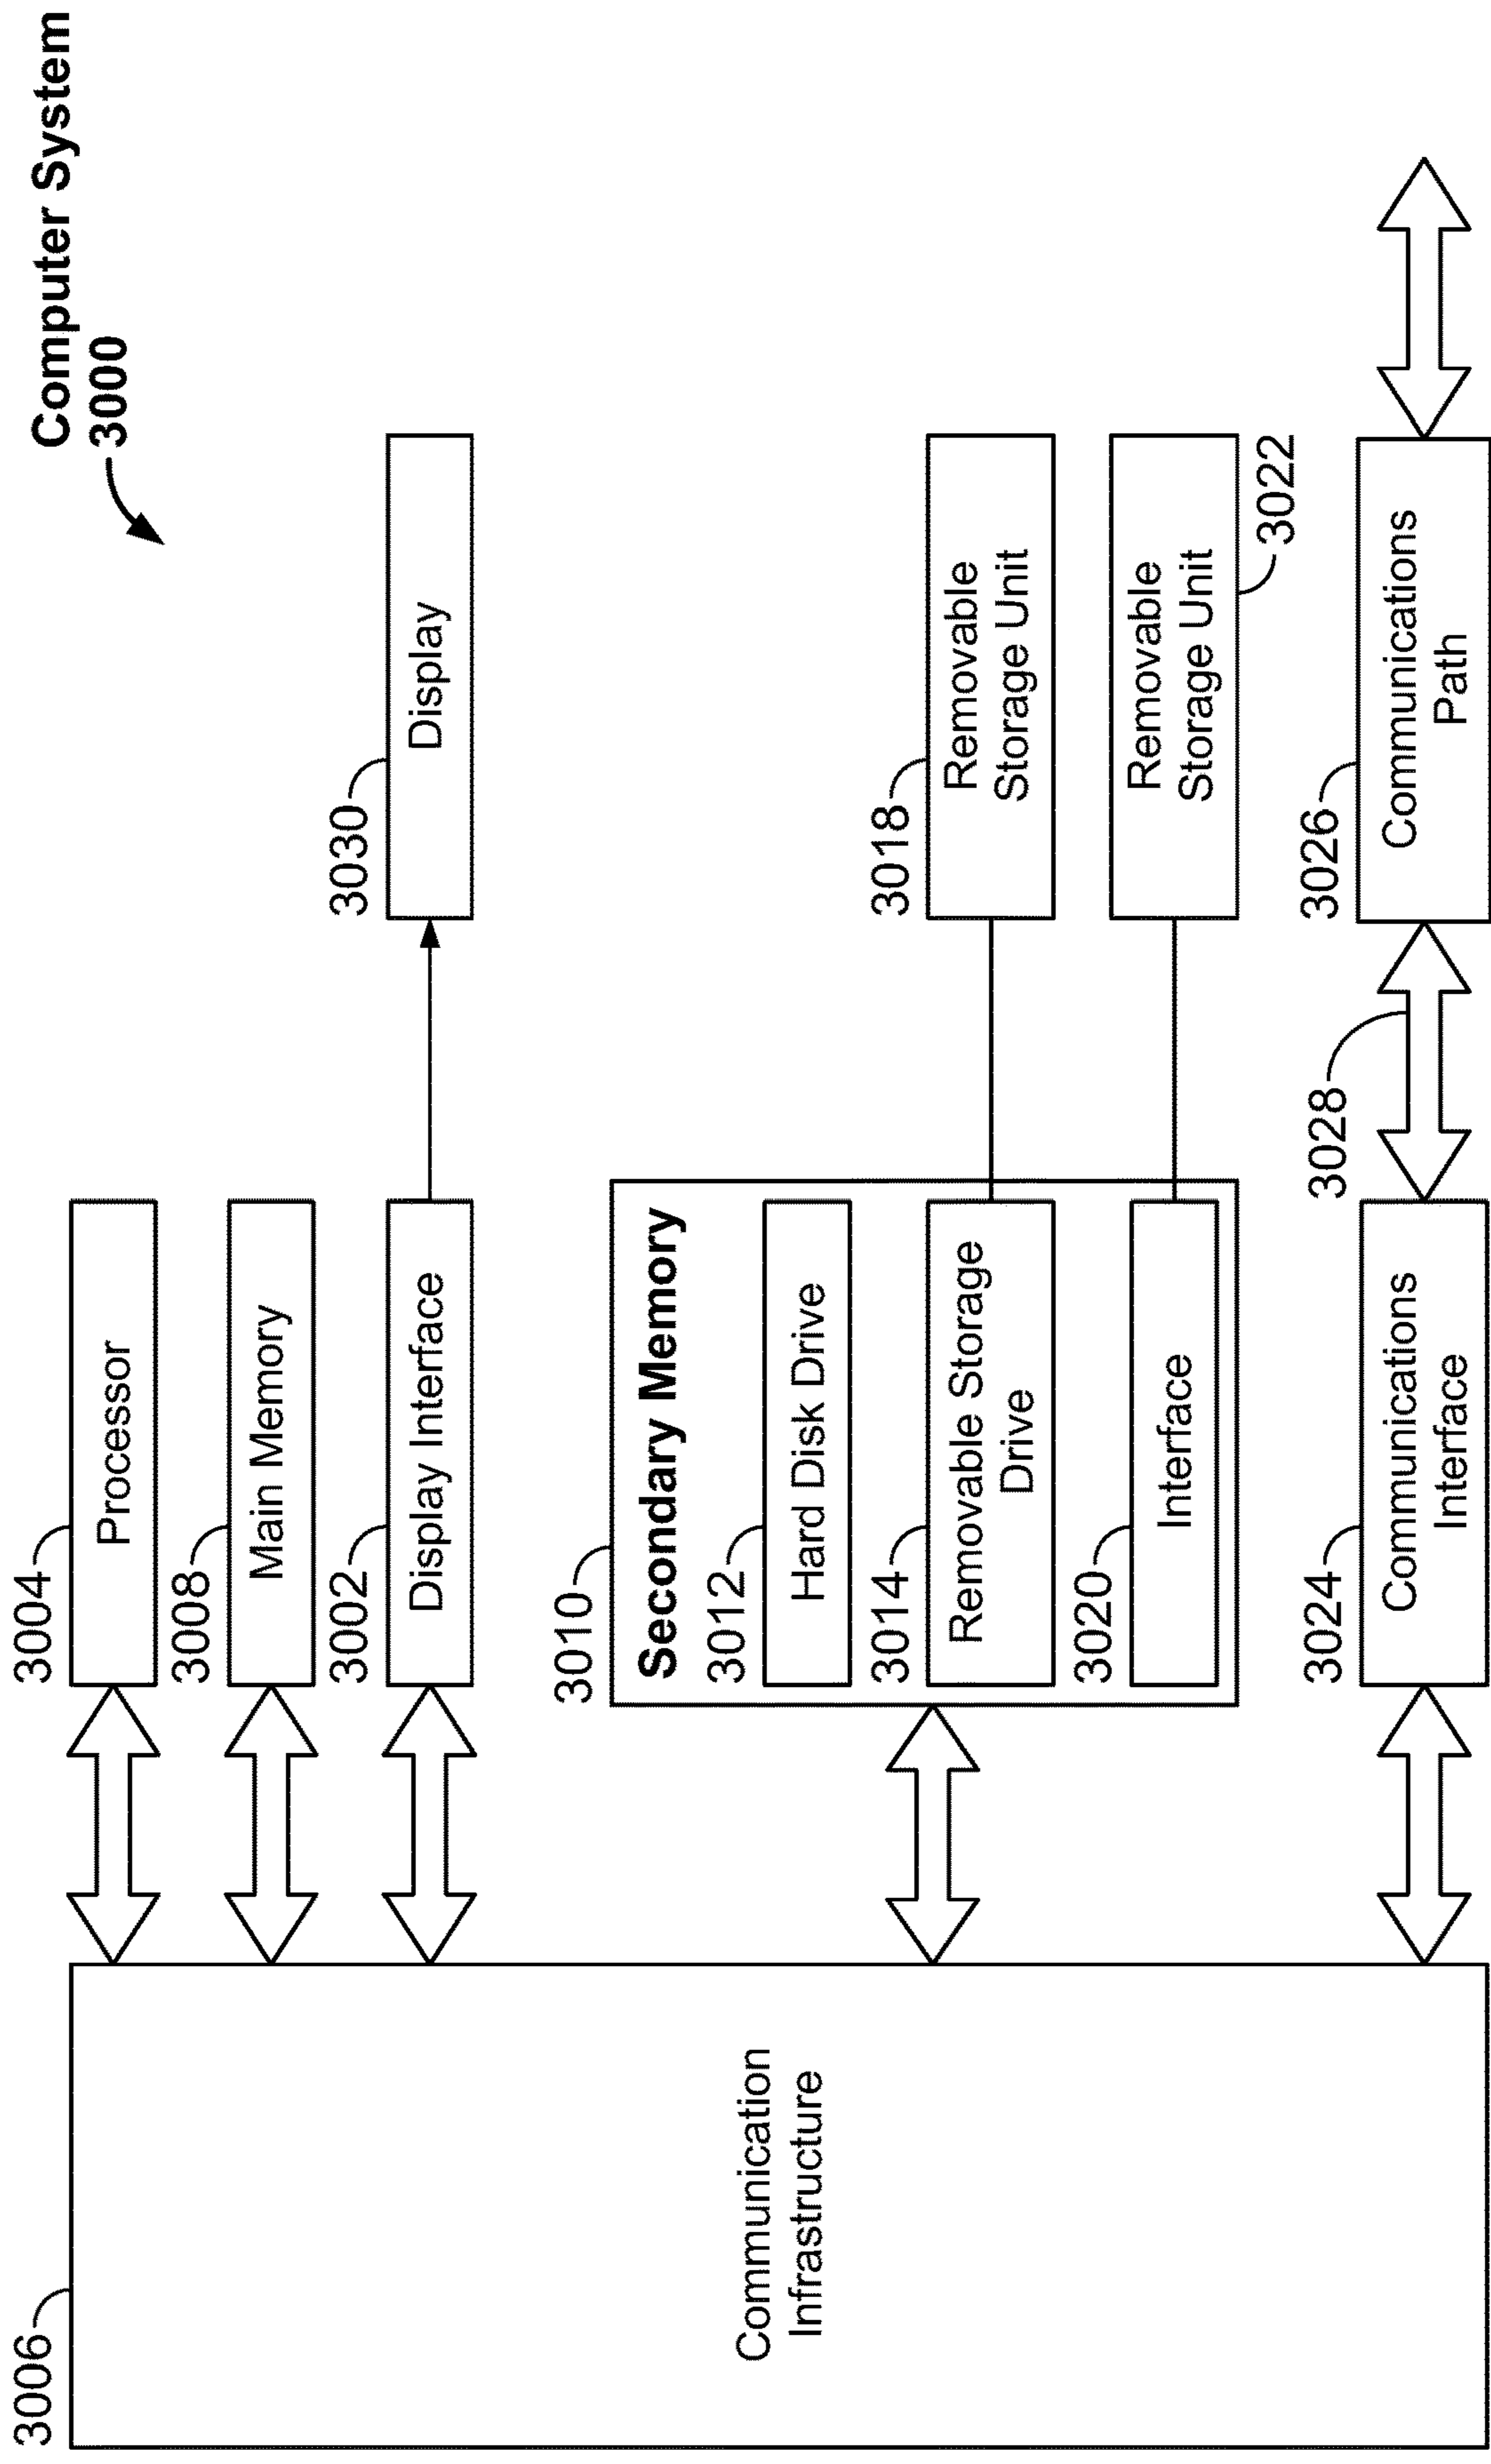 Computer System
3000
3006
Communication
Infrastructure
3004
Processor
3008
Main Memory
3002
Display Interface
3030
Display
3010
Secondary Memory
3012
Hard Disk Drive
3014
Removable Storage
Drive
3018
Removable
Storage Unit
3020
Interface
Removable
Storage Unit
3022
3024
Communications
Interface
3028
3026
Communications
Path